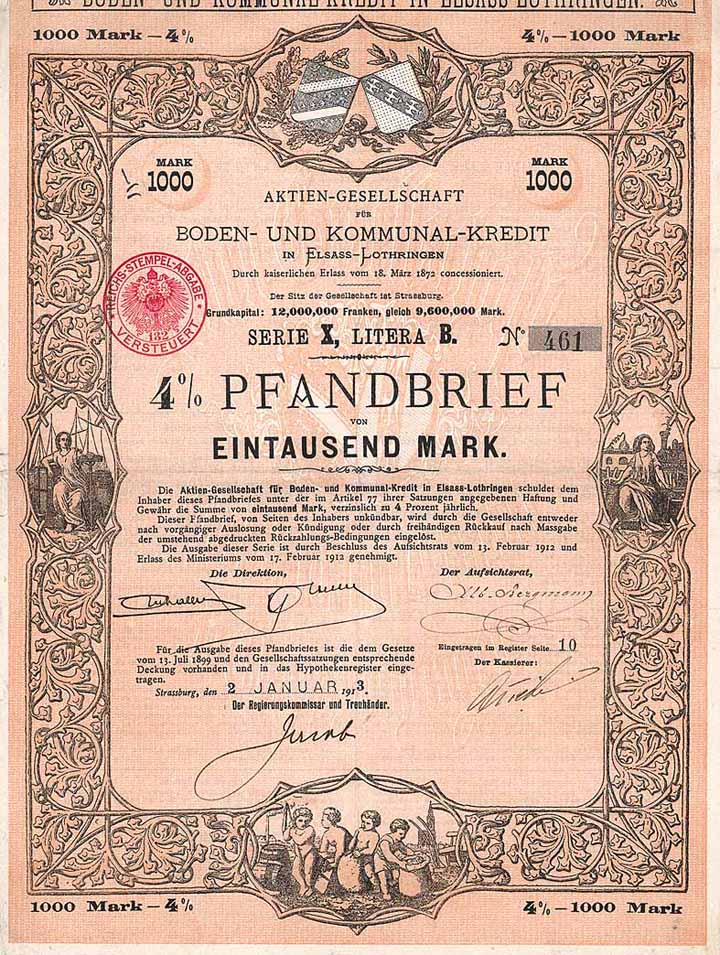 BODEN- UND KOMMUNAL-KREDIT IN ELSASS-LOTHRINGEN.
1000 Mark – 4%
4% – 1000 Mark
MARK
1000
MARK
1000
AKTIEN-GESELLSCHAFT
FÜR
BODEN- UND KOMMUNAL-KREDIT
IN ELSASS-LOTHRINGEN
Durch kaiserlichen Erlass vom 18. März 1872 concessioniert.
Der Sitz der Gesellschaft ist Strassburg.
Grundkapital: 12,000,000 Franken, gleich 9,600,000 Mark.
REICHS-STEMPEL-ABGABE
132
VERSTEUERT
SERIE X, LITERA B. No 461
4% PFANDBRIEF
VON
EINTAUSEND MARK.
Die Aktien-Gesellschaft für Boden- und Kommunal-Kredit in Elsass-Lothringen schuldet dem
Inhaber dieses Pfandbriefes unter der im Artikel 77 ihrer Satzungen angegebenen Haftung und
Gewähr die Summe von eintausend Mark, verzinslich zu 4 Prozent jährlich.
Dieser Pfandbrief, von Seiten des Inhabers unkündbar, wird durch die Gesellschaft entweder
nach vorgängiger Auslosung oder Kündigung oder durch freihändigen Rückkauf nach Massgabe
der umstehend abgedruckten Rückzahlungs-Bedingungen eingelöst.
Die Ausgabe dieser Serie ist durch Beschluss des Aufsichtsrats vom 13. Februar 1912 und
Erlass des Ministeriums vom 17. Februar 1912 genehmigt.
Die Direktion,
Der Aufsichtsrat,
Bergmann
Für die Ausgabe dieses Pfandbriefes ist die dem Gesetze
vom 13. Juli 1899 und den Gesellschaftssatzungen entsprechende
Deckung vorhanden und in das Hypothekenregister einge-
tragen.
Strassburg, den 2 JANUAR 1913.
Der Regierungskommissar und Treuhänder.
Eingetragen im Register Seite 10
Der Kassierer:
Jacob
1000 Mark – 4%
4% – 1000 Mark